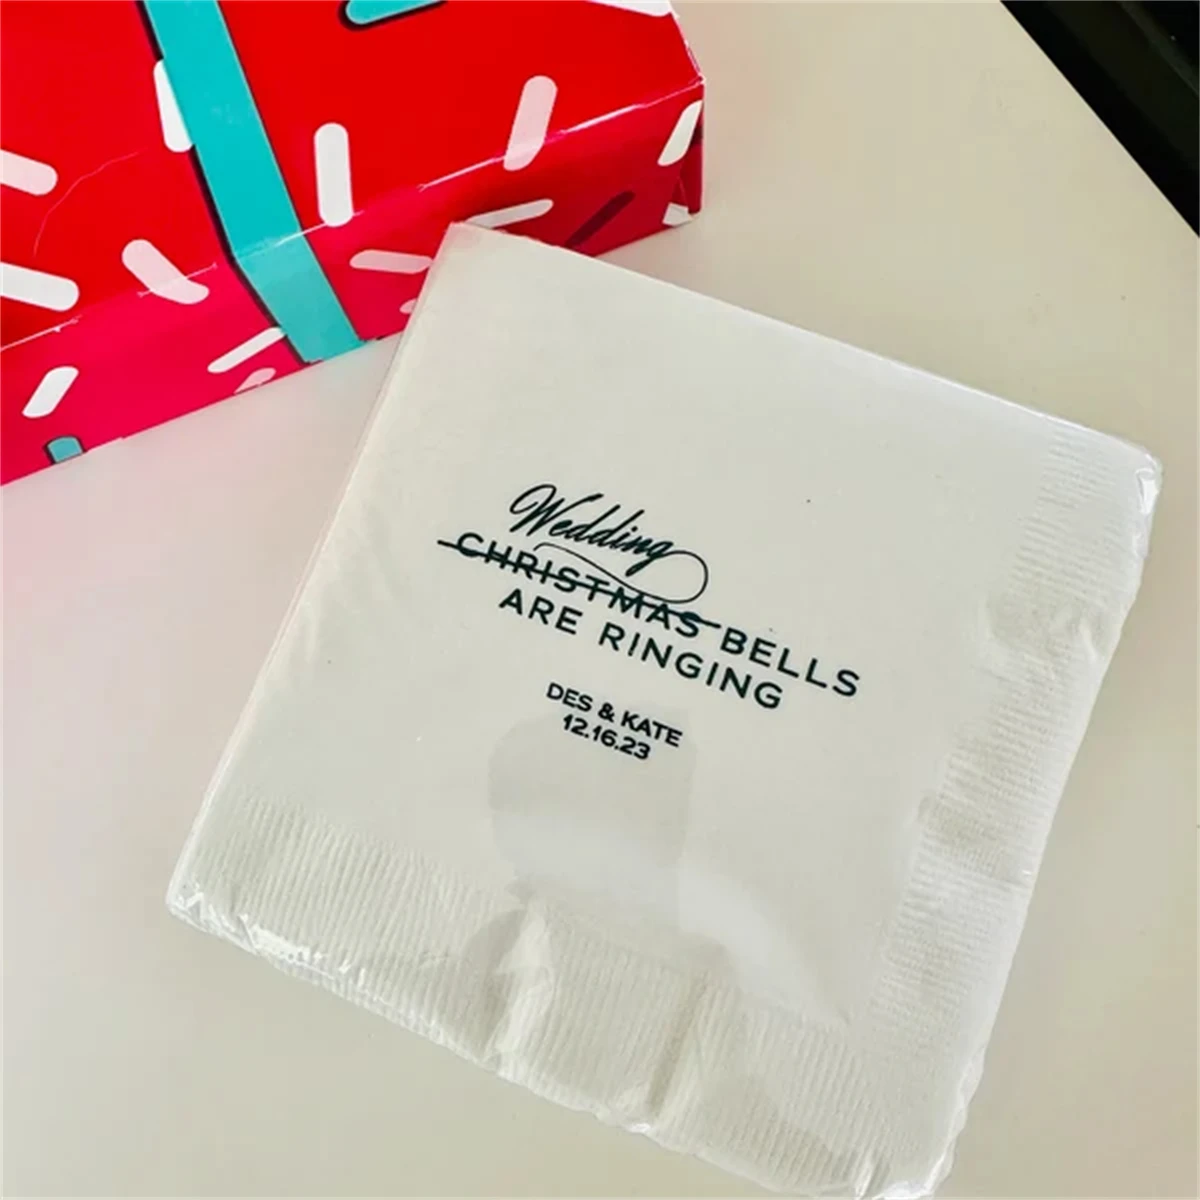 Wedding
CHRISTMAS BELLS
ARE RINGING
DES & KATE
12.16.23